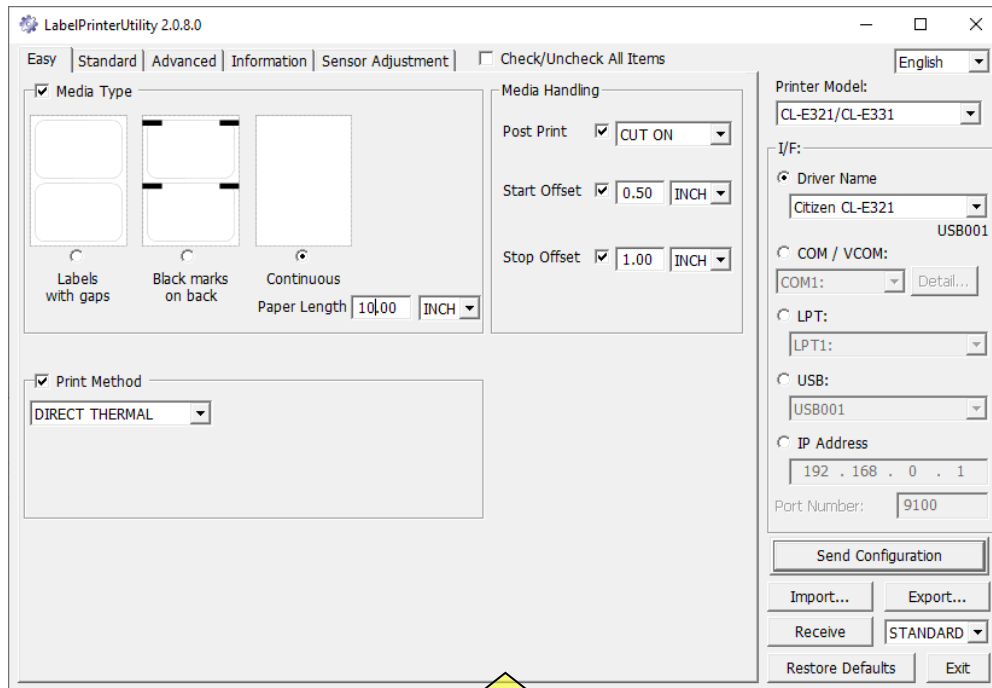 LabelPrinterUtility 2.0.8.0
Easy Standard Advanced Information Sensor Adjustment Check/Uncheck All Items English
Media Type
Labels
with gaps
Black marks
on back
Continuous
Paper Length 10.00 INCH
Media Handling
Post Print CUT ON
Start Offset 0.50 INCH
Stop Offset 1.00 INCH
Print Method
DIRECT THERMAL
Printer Model:
CL-E321/CL-E331
I/F:
Driver Name
Citizen CL-E321
USB001
COM / VCOM:
COM1: Detail...
LPT:
LPT1:
USB:
USB001
IP Address
192 . 168 . 0 . 1
Port Number: 9100
Send Configuration
Import... Export...
Receive STANDARD
Restore Defaults Exit